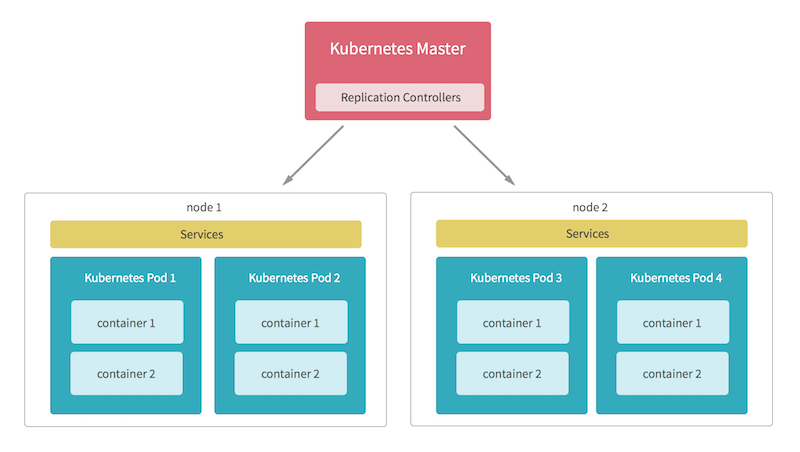 Kubernetes Master
Replication Controllers
node 1
Services
Kubernetes Pod 1
container 1
container 2
Kubernetes Pod 2
container 1
container 2
node 2
Services
Kubernetes Pod 3
container 1
container 2
Kubernetes Pod 4
container 1
container 2